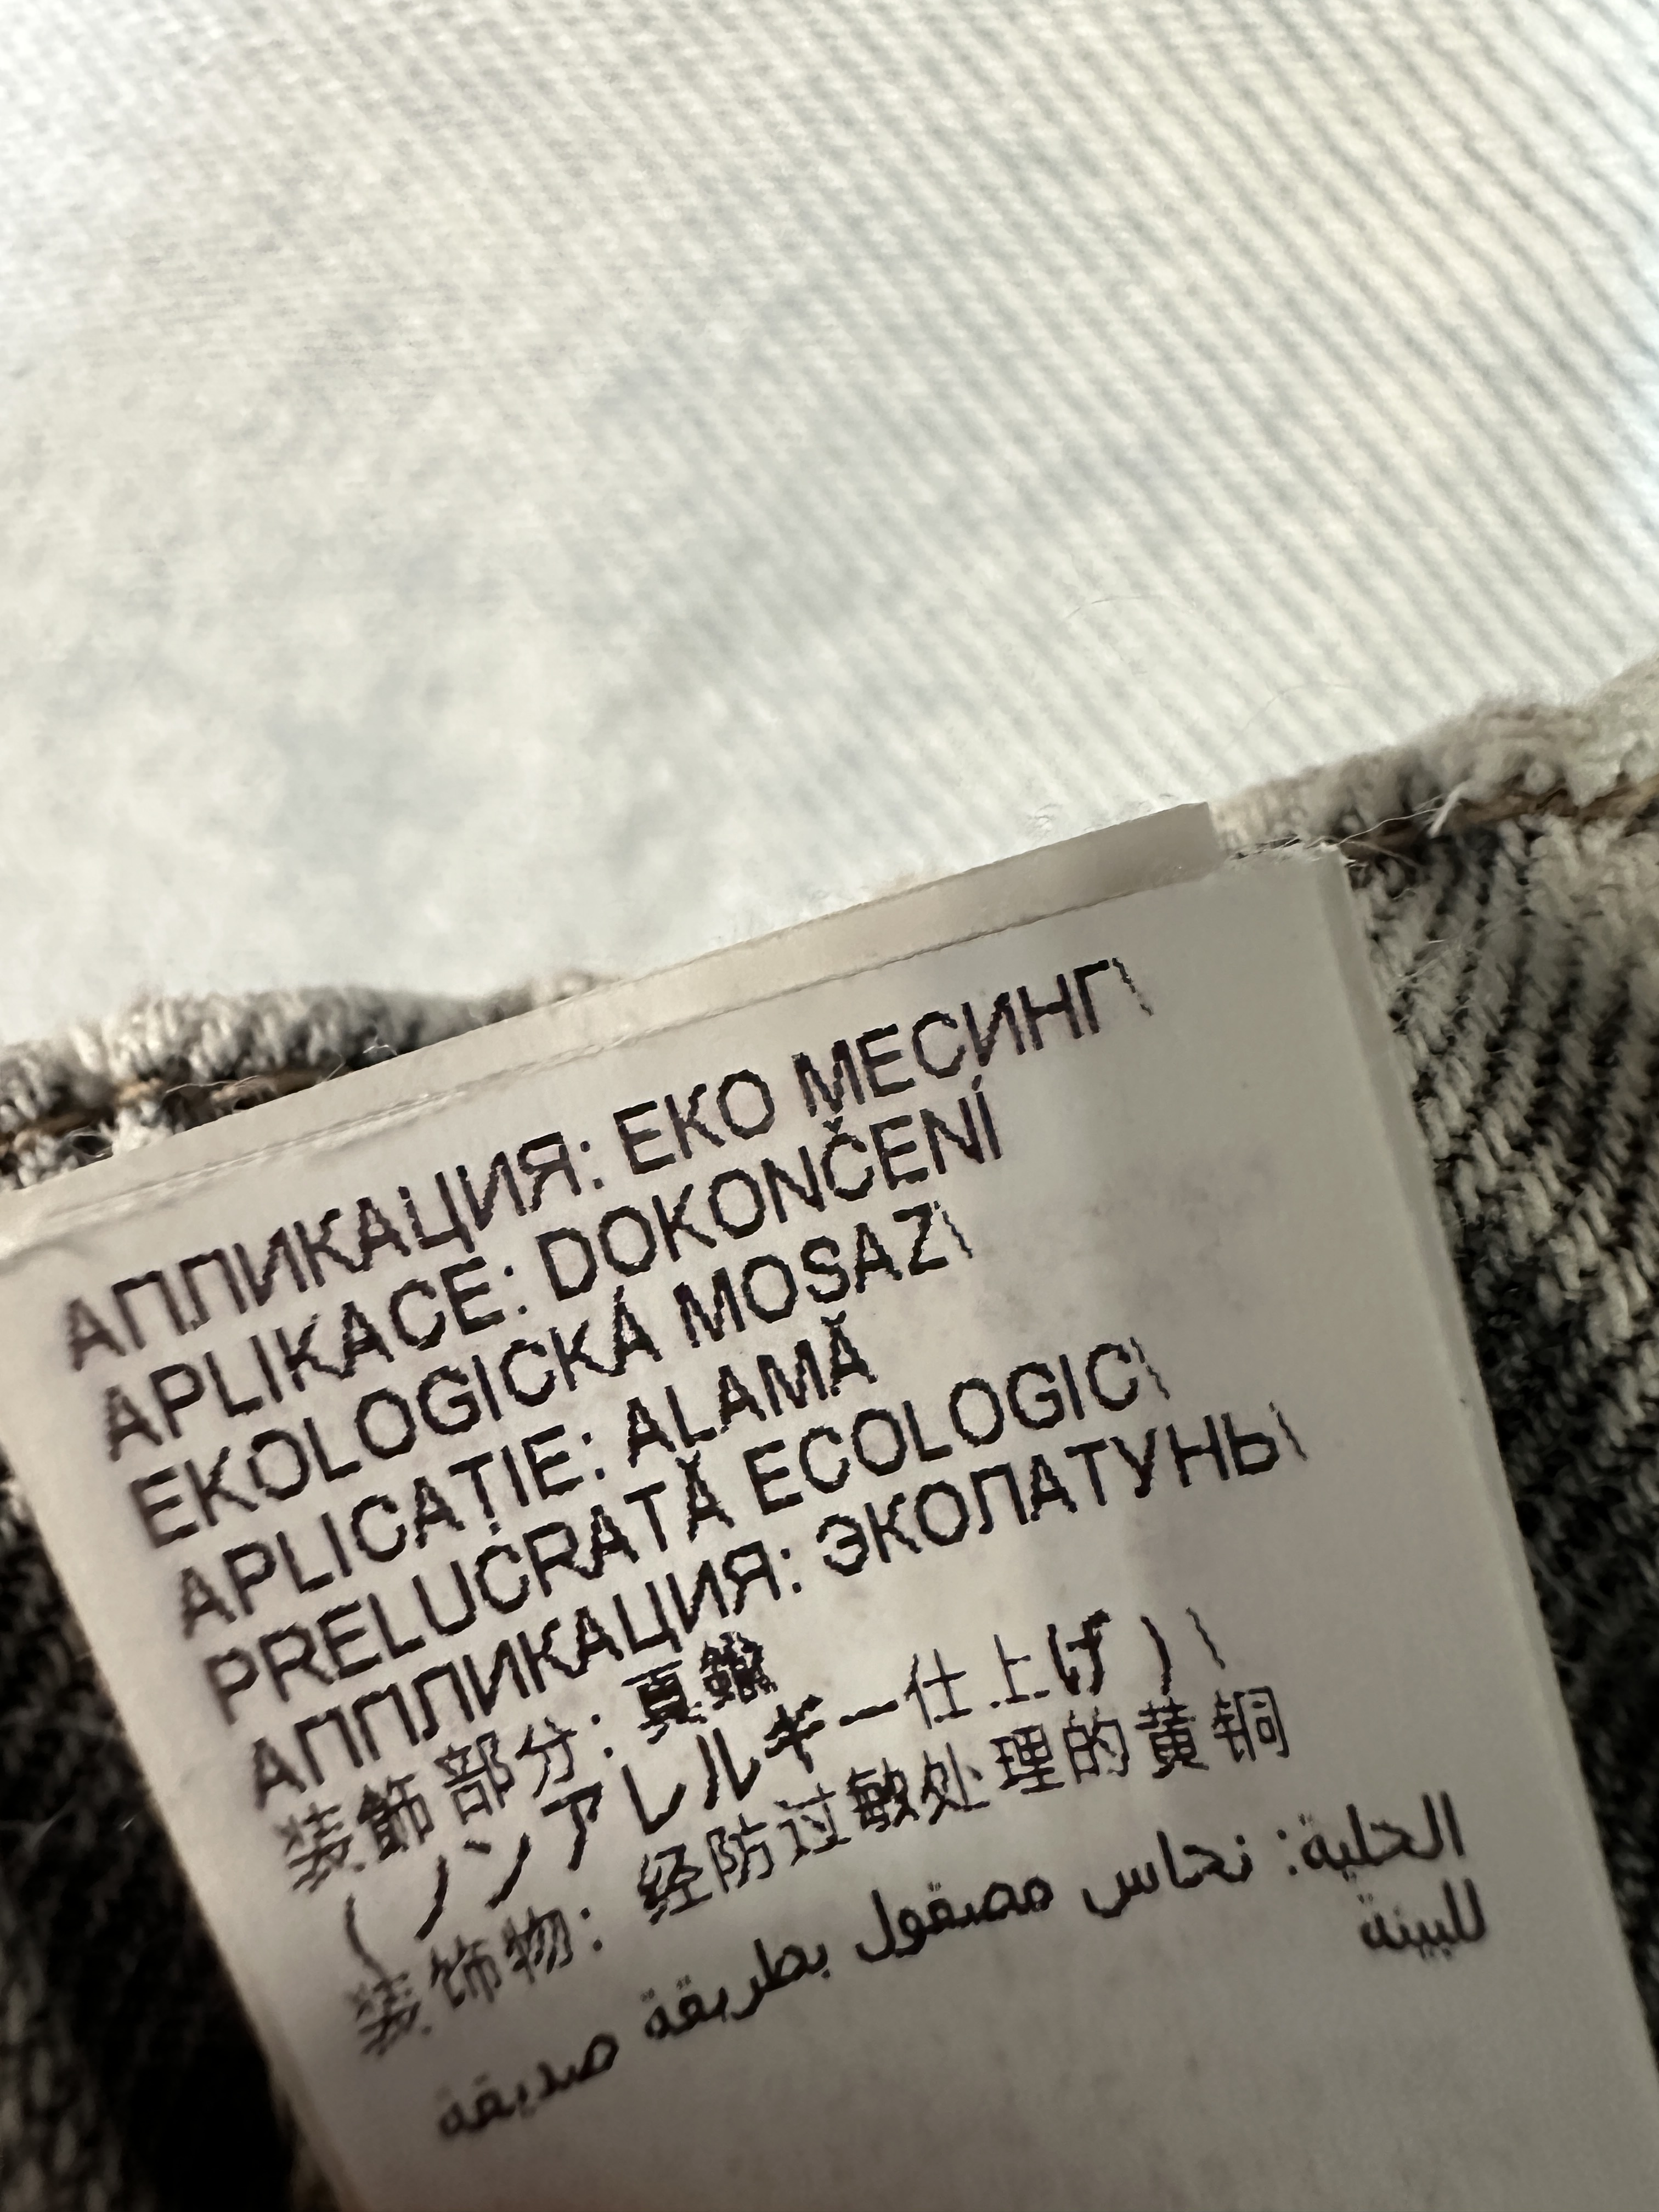 АПЛИКАЦИЯ: ЕКО МЕСИНГ\
APLIKACE: DOKONČENÍ
EKOLOGICKÁ MOSAZ\
APLICAȚIE: ALAMĂ
PRELUCRATĂ ECOLOGIC\
АППЛИКАЦИЯ: ЭКОЛАТУНЬ\
装飾部分: 真鍮
(ノンアレルギー仕上げ)\
装饰物: 经防过敏处理的黄铜
الحلية: نحاس مصقول بطريقة صديقة
للبيئة